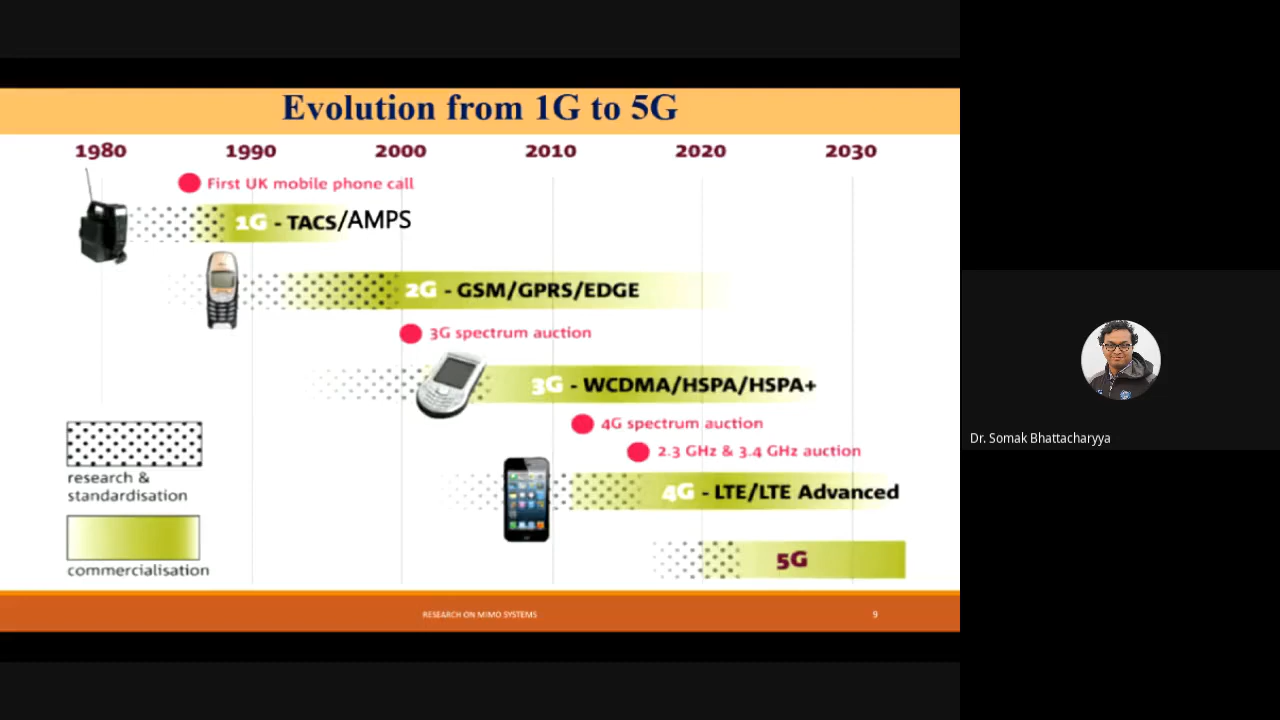 Evolution from 1G to 5G
1980 1990 2000 2010 2020 2030
First UK mobile phone call
1G - TACS/AMPS
2G - GSM/GPRS/EDGE
3G spectrum auction
3G - WCDMA/HSPA/HSPA+
4G spectrum auction
2.3 GHz & 3.4 GHz auction
4G - LTE/LTE Advanced
5G
research &
standardisation
commercialisation
RESEARCH ON MIMO SYSTEMS 9
Dr. Somak Bhattacharyya